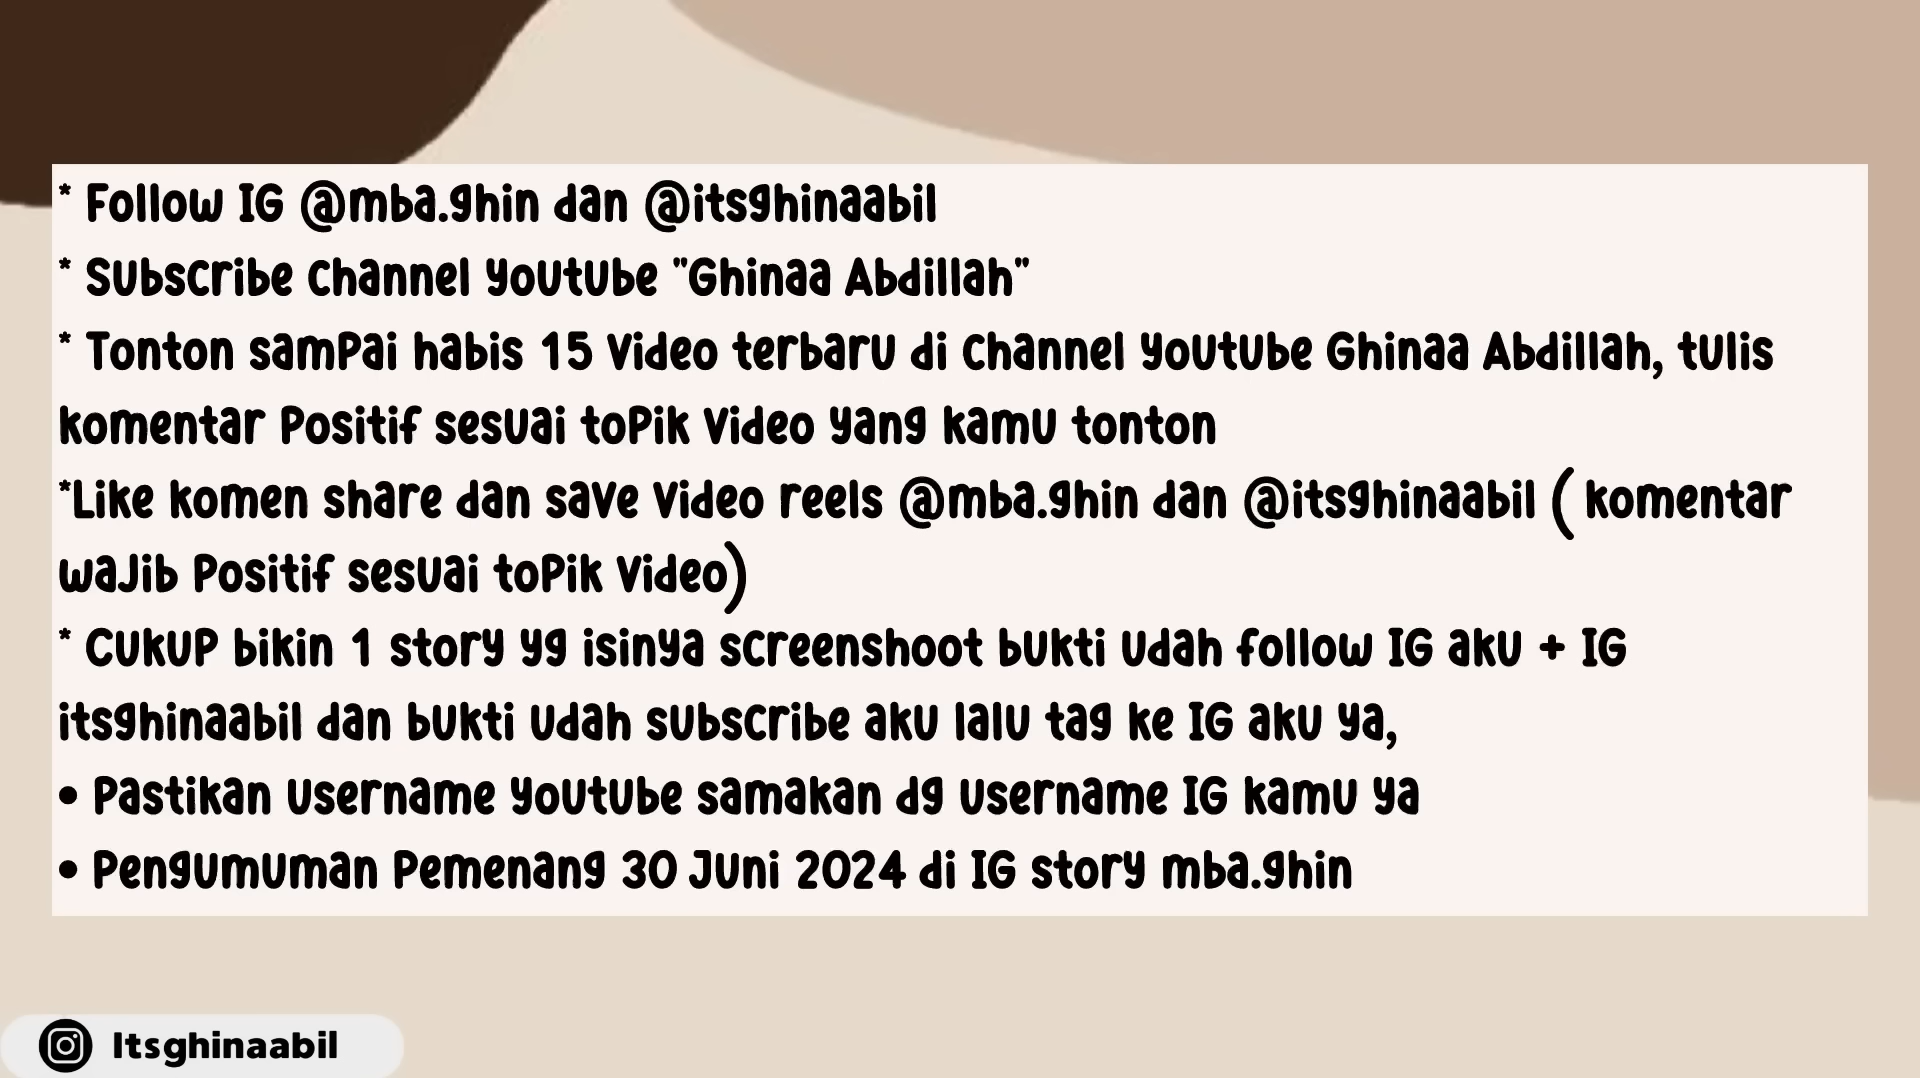 * Follow IG @mba.ghin dan @itsghinaabil
* Subscribe channel youtube "Ghinaa Abdillah"
* Tonton sampai habis 15 video terbaru di channel youtube Ghinaa Abdillah, tulis
komentar positif sesuai topik video yang kamu tonton
*Like komen share dan save video reels @mba.ghin dan @itsghinaabil ( komentar
wajib positif sesuai topik video)
* Cukup bikin 1 story yg isinya screenshoot bukti udah follow IG aku + IG
itsghinaabil dan bukti udah subscribe aku lalu tag ke IG aku ya,
• Pastikan username youtube samakan dg username IG kamu ya
• Pengumuman pemenang 30 Juni 2024 di IG story mba.ghin
Itsghinaabil